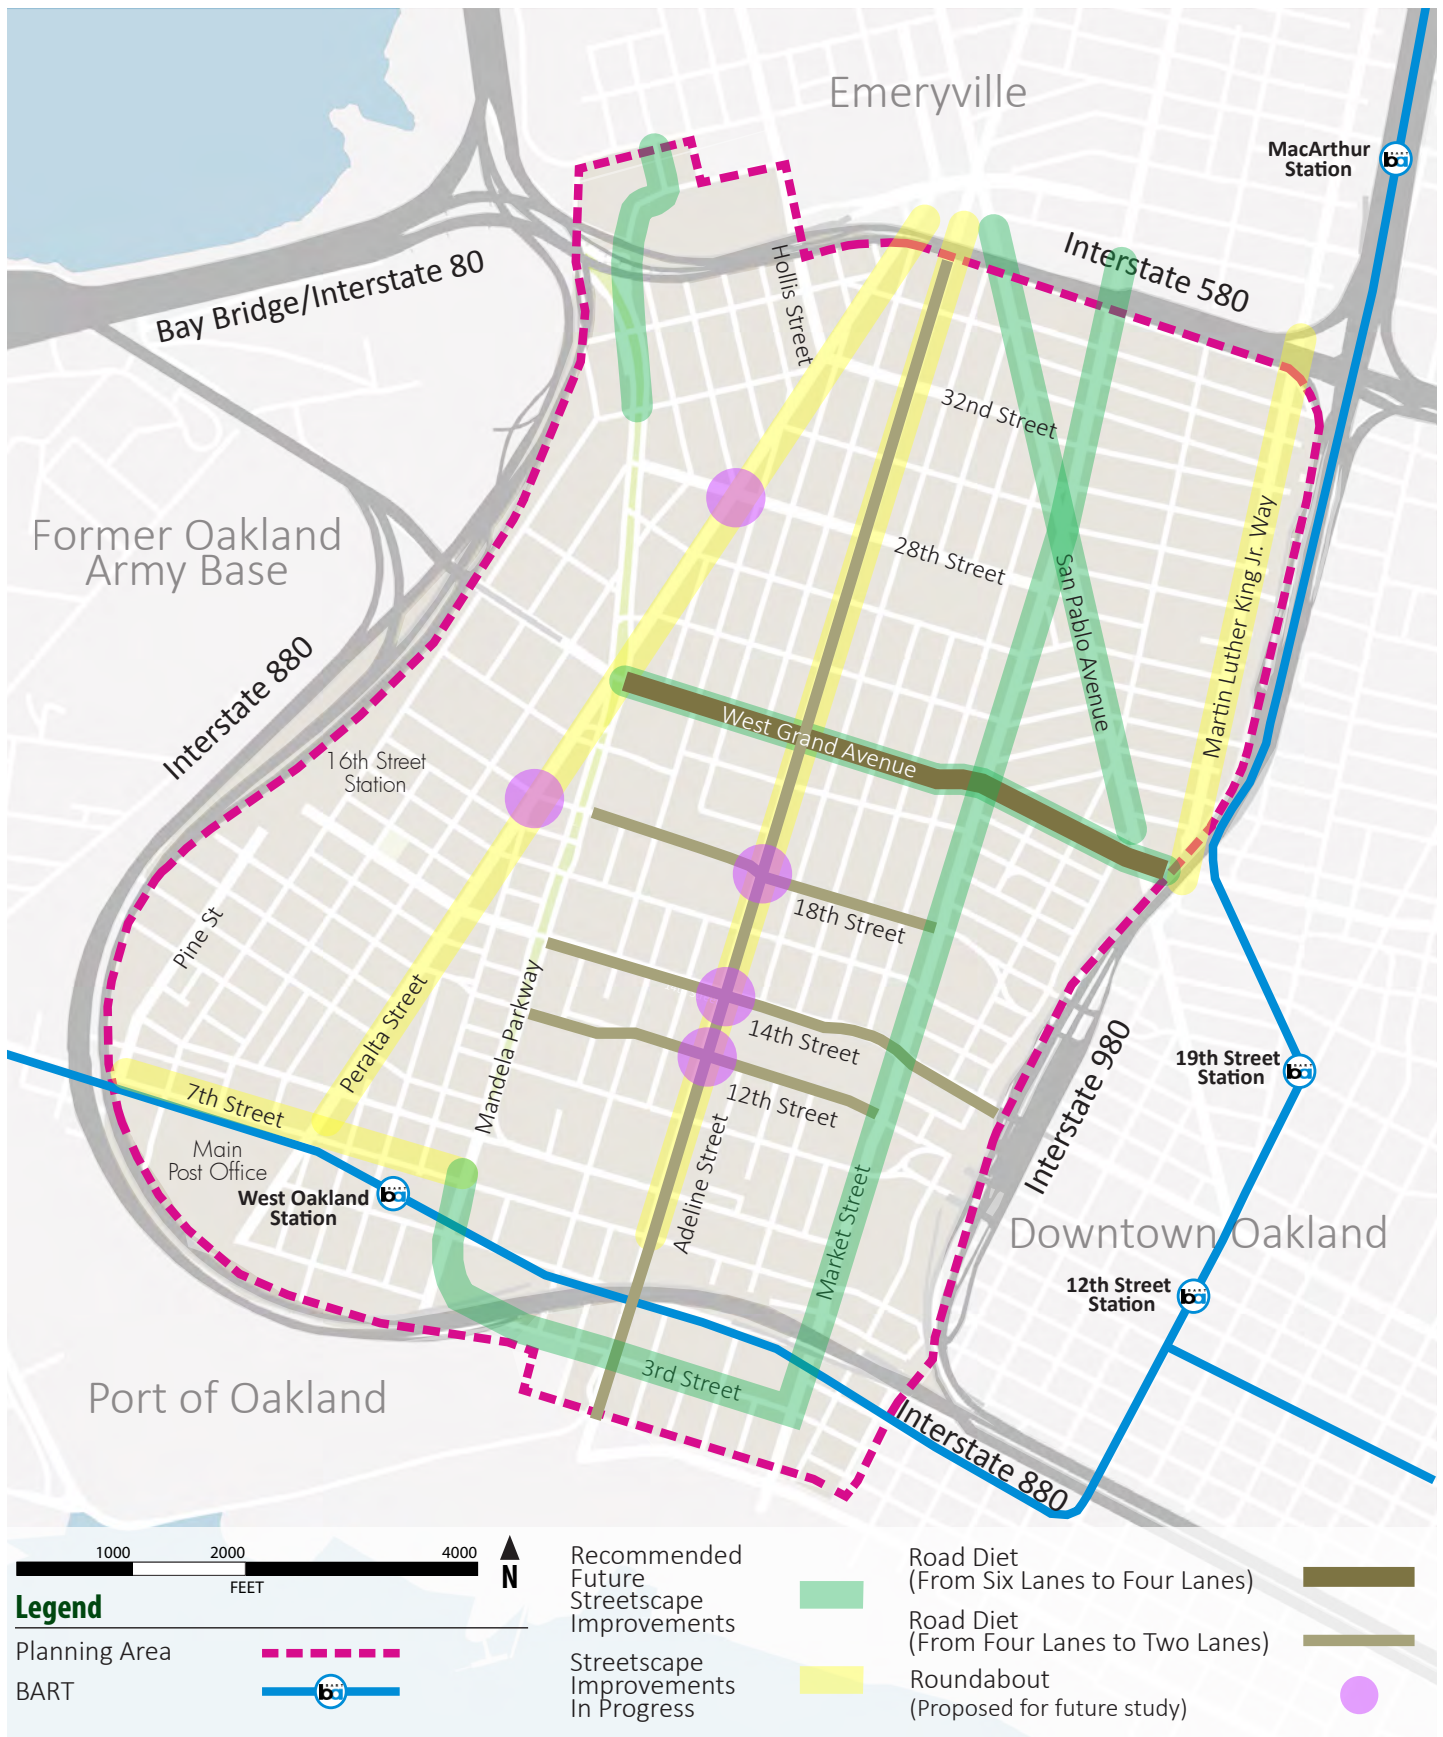 Emeryville
MacArthur
Station
Interstate 580
Hollis Street
Bay Bridge/Interstate 80
32nd Street
Former Oakland
Army Base
28th Street
San Pablo Avenue
Martin Luther King Jr. Way
Interstate 880
West Grand Avenue
16th Street
Station
18th Street
Pine St
Peralta Street
Mandela Parkway
14th Street
12th Street
19th Street
Station
Interstate 980
7th Street
Main
Post Office
West Oakland
Station
Adeline Street
Market Street
Downtown Oakland
12th Street
Station
3rd Street
Port of Oakland
Interstate 880
1000
2000
4000
FEET
N
Legend
Planning Area
BART
Recommended
Future
Streetscape
Improvements
Streetscape
Improvements
In Progress
Road Diet
(From Six Lanes to Four Lanes)
Road Diet
(From Four Lanes to Two Lanes)
Roundabout
(Proposed for future study)